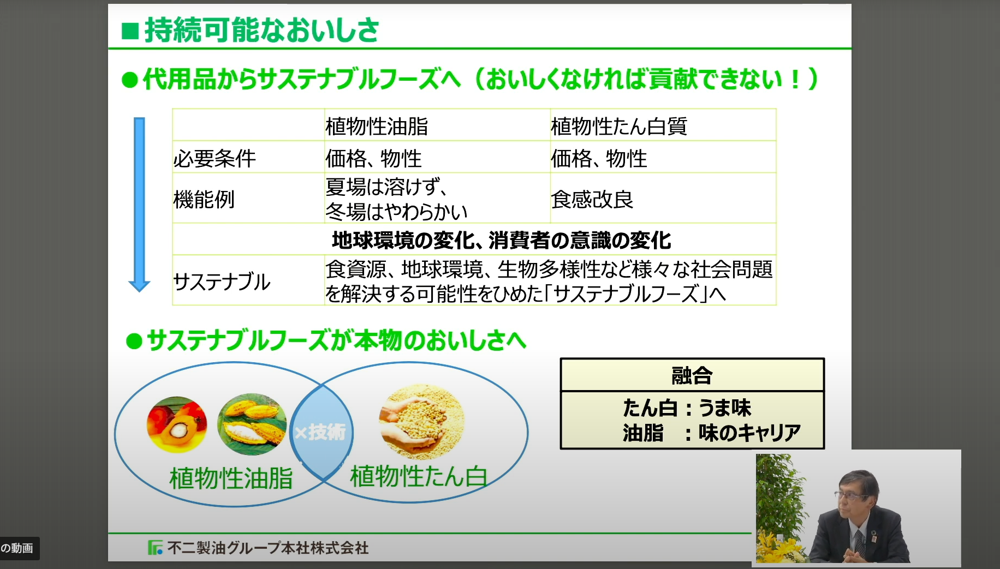 ■持続可能なおいしさ
●代用品からサステナブルフーズへ（おいしくなければ貢献できない！）
植物性油脂 植物性たん白質
必要条件 価格、物性 価格、物性
機能例 夏場は溶けず、
冬場はやわらかい 食感改良
地球環境の変化、消費者の意識の変化
サステナブル 食資源、地球環境、生物多様性など様々な社会問題
を解決する可能性をひめた「サステナブルフーズ」へ
●サステナブルフーズが本物のおいしさへ
×技術
植物性油脂
植物性たん白
融合
たん白：うま味
油脂　：味のキャリア
不二製油グループ本社株式会社
の動画